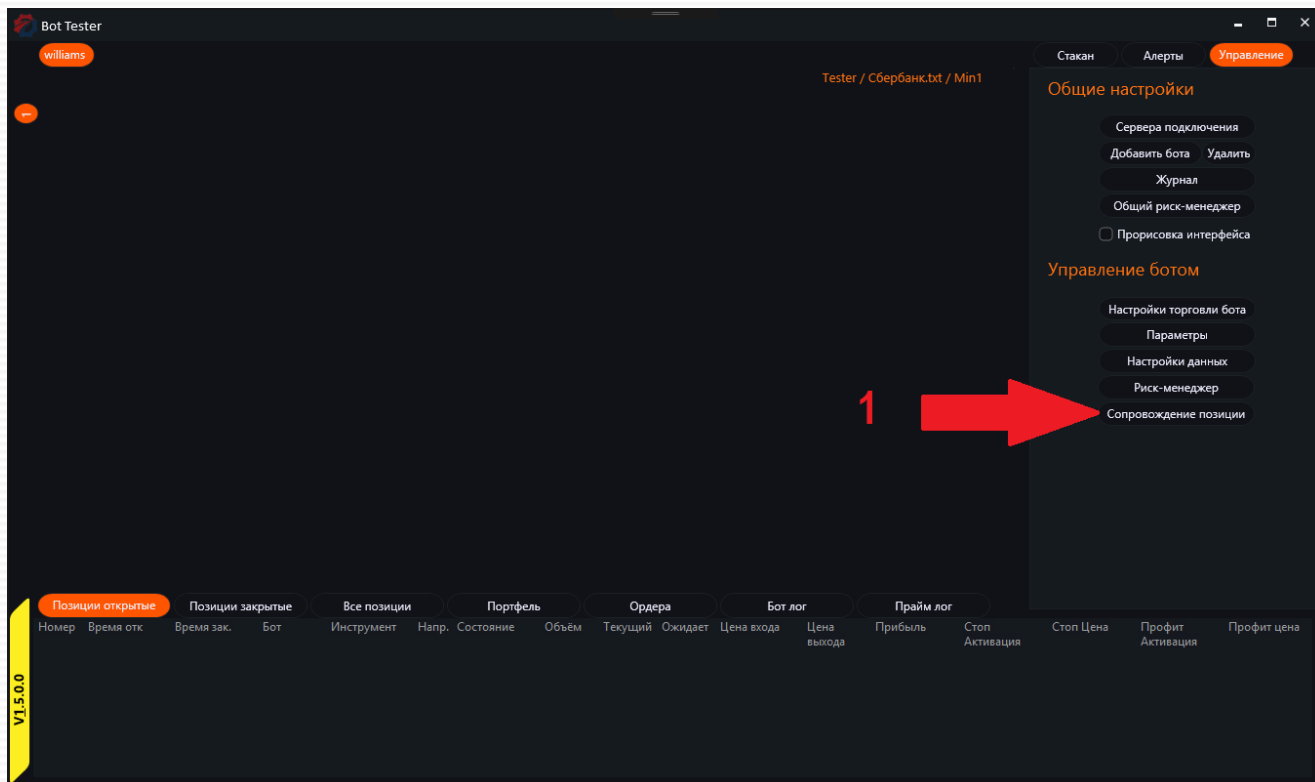 Bot Tester
williams
Стакан Алерты Управление
Tester / Сбербанк.txt / Min1
Общие настройки
1
Сервера подключения
Добавить бота Удалить
Журнал
Общий риск-менеджер
Прорисовка интерфейса
Управление ботом
Настройки торговли бота
Параметры
Настройки данных
Риск-менеджер
1
Сопровождение позиции
Позиции открытые Позиции закрытые Все позиции Портфель Ордера Бот лог Прайм лог
Номер Время отк Время зак. Бот Инструмент Напр. Состояние Объём Текущий Ожидает Цена входа Цена выхода Прибыль Стоп Активация Стоп Цена Профит Активация Профит цена
V1.5.0.0